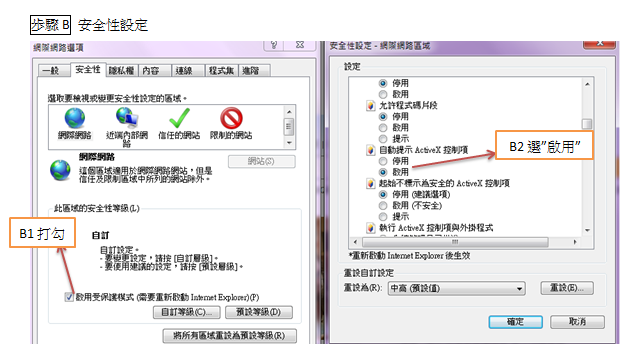 步驟 B 安全性設定
網際網路選項
一般 安全性 隱私權 內容 連線 程式集 進階
選取要檢視或變更安全性設定的區域。
網際網路 近端內部網路 信任的網站 限制的網站
網際網路
這個區域適用於網際網路網站，但是
信任及限制區域中所列的網站除外。
網站(S)
此區域的安全性等級(L)
自訂
自訂設定。
- 要變更設定，請按 [自訂層級]。
- 要使用建議的設定，請按 [預設層級]。
啟用受保護模式 (需要重新啟動 Internet Explorer)(P)
自訂等級(C)... 預設等級(D)
將所有區域重設為預設等級(R)
B1 打勾
安全性設定 - 網際網路區域
設定
停用
啟用
允許程式碼片段
停用
啟用
提示
自動提示 ActiveX 控制項
停用
啟用
起始不標示為安全的 ActiveX 控制項
停用 (建議選項)
啟用 (不安全)
提示
執行 ActiveX 控制項與外掛程式
*重新啟動 Internet Explorer 後生效
重設自訂設定
重設為(R): 中高 (預設值) 重設(E)...
確定 取消
B2 選”啟用”